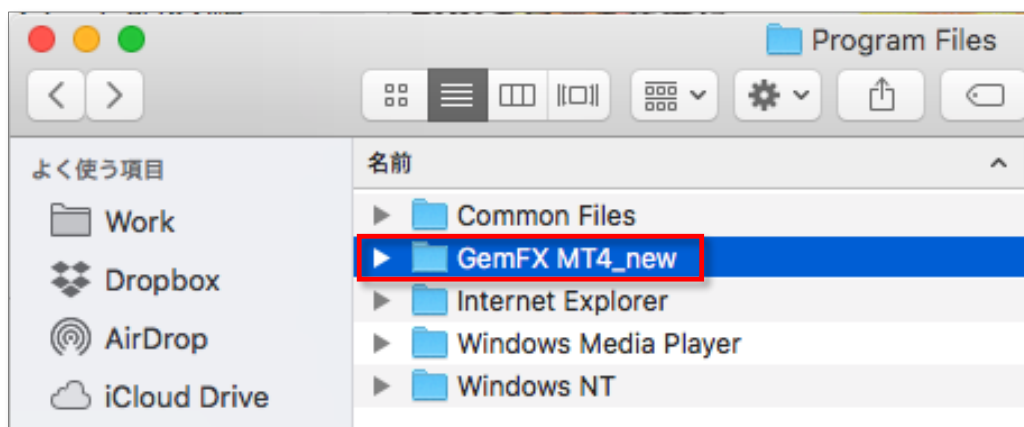 Program Files
よく使う項目
Work
Dropbox
AirDrop
iCloud Drive
名前
Common Files
GemFX MT4_new
Internet Explorer
Windows Media Player
Windows NT